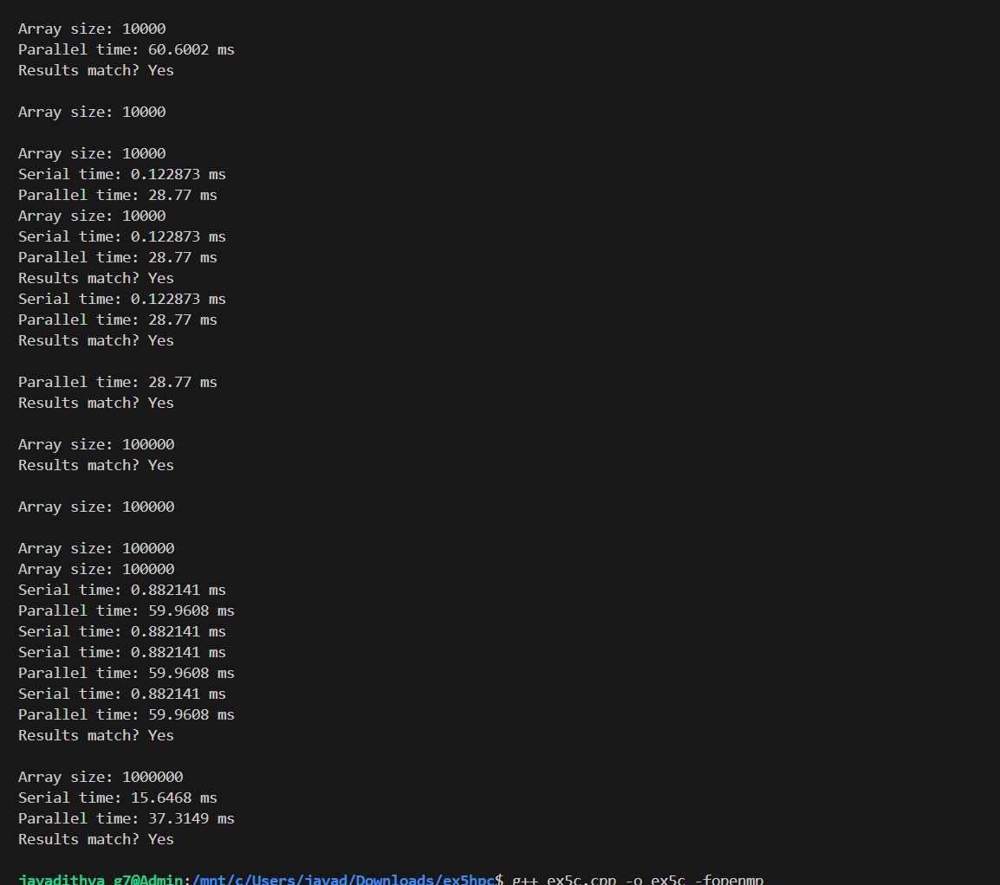 Array size: 10000
Parallel time: 60.6002 ms
Results match? Yes
Array size: 10000
Array size: 10000
Serial time: 0.122873 ms
Parallel time: 28.77 ms
Array size: 10000
Serial time: 0.122873 ms
Parallel time: 28.77 ms
Results match? Yes
Serial time: 0.122873 ms
Parallel time: 28.77 ms
Results match? Yes
Parallel time: 28.77 ms
Results match? Yes
Array size: 100000
Results match? Yes
Array size: 100000
Array size: 100000
Array size: 100000
Serial time: 0.882141 ms
Parallel time: 59.9608 ms
Serial time: 0.882141 ms
Serial time: 0.882141 ms
Parallel time: 59.9608 ms
Serial time: 0.882141 ms
Parallel time: 59.9608 ms
Results match? Yes
Array size: 1000000
Serial time: 15.6468 ms
Parallel time: 37.3149 ms
Results match? Yes
jayadithya_g7@Admin:/mnt/c/Users/jayad/Downloads/ex5hpc$ g++ ex5c.cpp -o ex5c -fopenmp